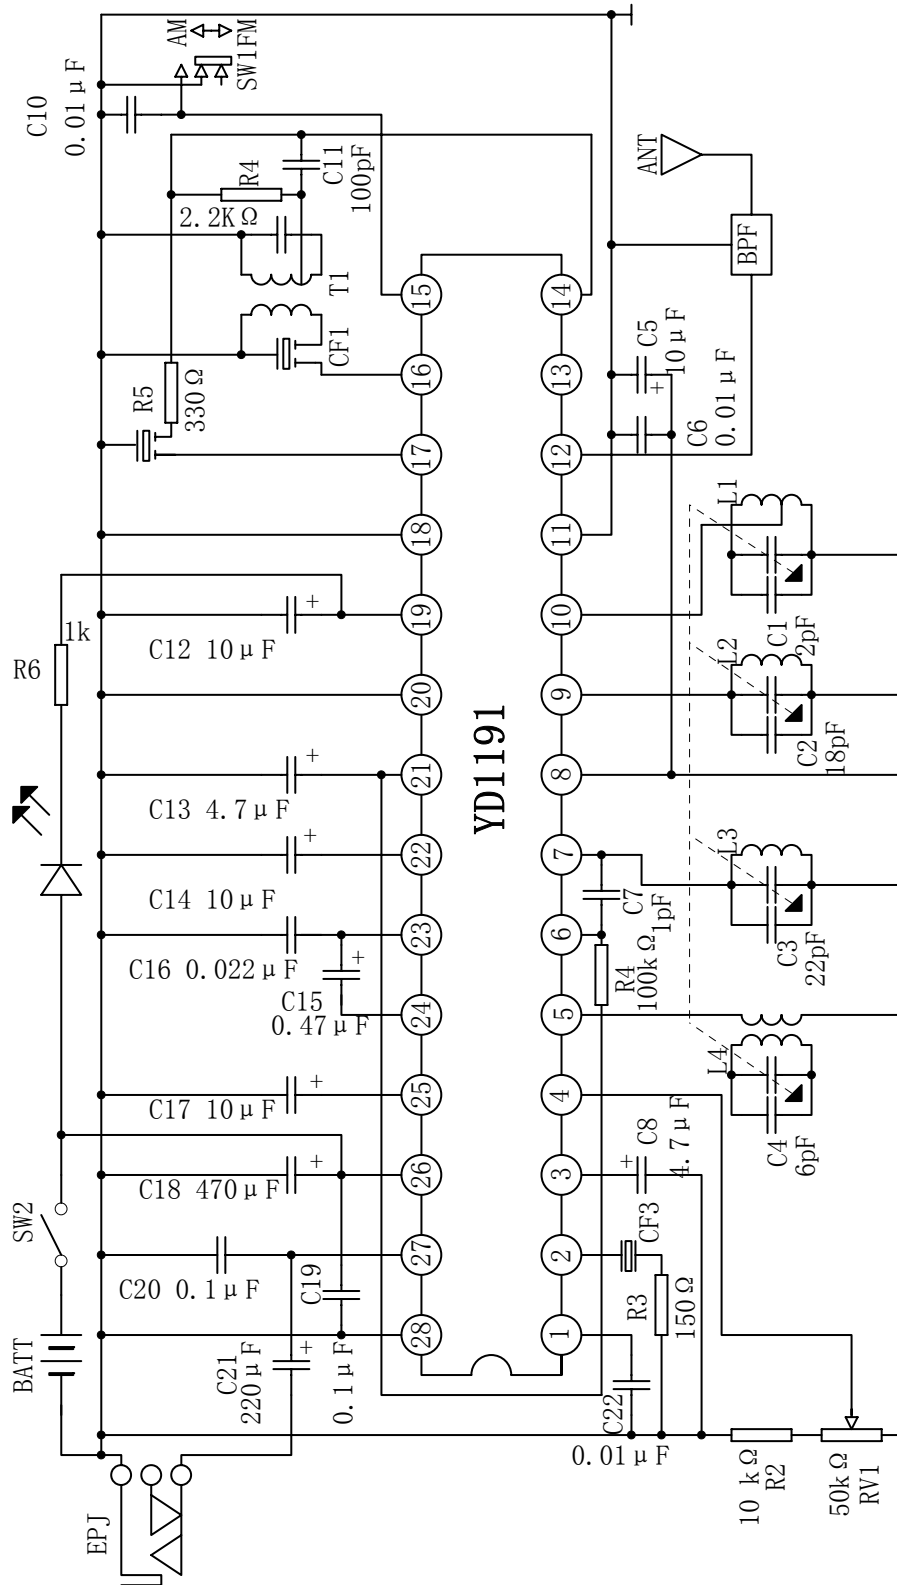 AM
SW1FM
C10
0.01μF
R4
2.2KΩ
C11
100pF
ANT
BPF
T1
CF1
R5
330Ω
C5
10μF
C6
0.01μF
15
14
16
13
17
12
18
11
19
10
20
9
21
8
22
7
23
6
24
5
25
4
26
3
27
2
28
1
YD1191
1k
R6
C12 10μF
C13 4.7μF
C14 10μF
C16 0.022μF
C15
0.47μF
C17 10μF
C18 470μF
C20 0.1μF
C19
0.1μF
C21
220μF
SW2
BATT
EPJ
L1
C1
2pF
L2
C2
18pF
L3
C3
22pF
L4
C4
6pF
C7
1pF
R4
100kΩ
C8
4.7μF
CF3
R3
150Ω
C22
0.01μF
10 kΩ
R2
50kΩ
RV1
+
+
+
+
+
+
+
+
+